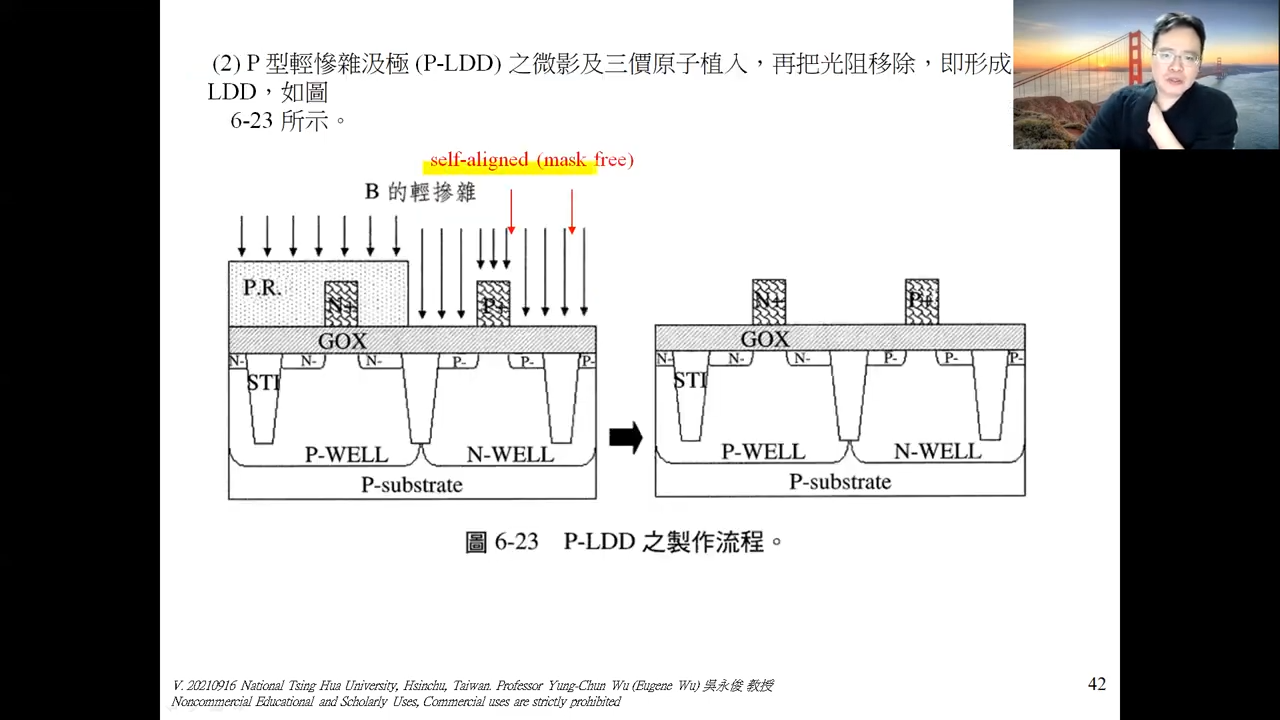 (2) P 型輕慘雜汲極 (P-LDD) 之微影及三價原子植入，再把光阻移除，即形成
LDD，如圖
6-23 所示。
self-aligned (mask free)
B 的輕摻雜
P.R.
N+
P+
GOX
N-
N-
N-
P-
P-
P-
STI
P-WELL
N-WELL
P-substrate
N+
P+
GOX
N-
N-
N-
P-
P-
P-
STI
P-WELL
N-WELL
P-substrate
圖 6-23 P-LDD 之製作流程。
V. 20210916 National Tsing Hua University, Hsinchu, Taiwan. Professor Yung-Chun Wu (Eugene Wu) 吳永俊 教授
Noncommercial Educational and Scholarly Uses, Commercial uses are strictly prohibited
42